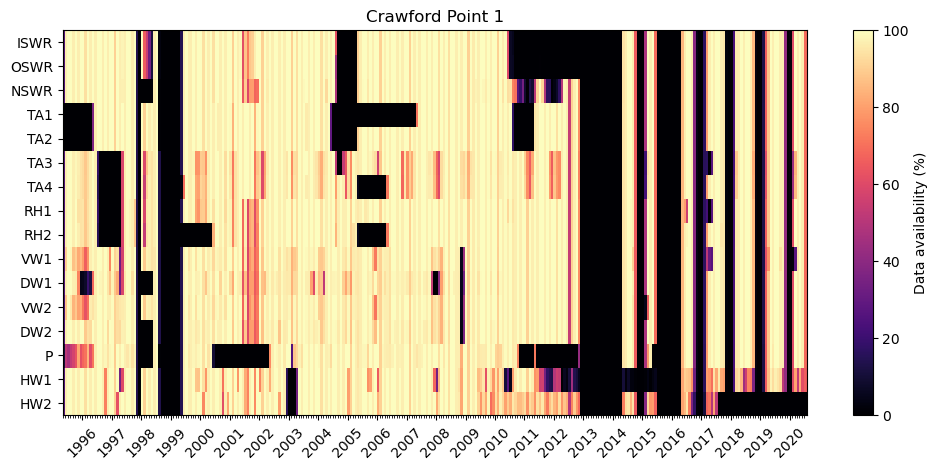 Crawford Point 1
ISWR
OSWR
NSWR
TA1
TA2
TA3
TA4
RH1
RH2
VW1
DW1
VW2
DW2
P
HW1
HW2
1996 1997 1998 1999 2000 2001 2002 2003 2004 2005 2006 2007 2008 2009 2010 2011 2012 2013 2014 2015 2016 2017 2018 2019 2020
100
80
60
40
20
0
Data availability (%)